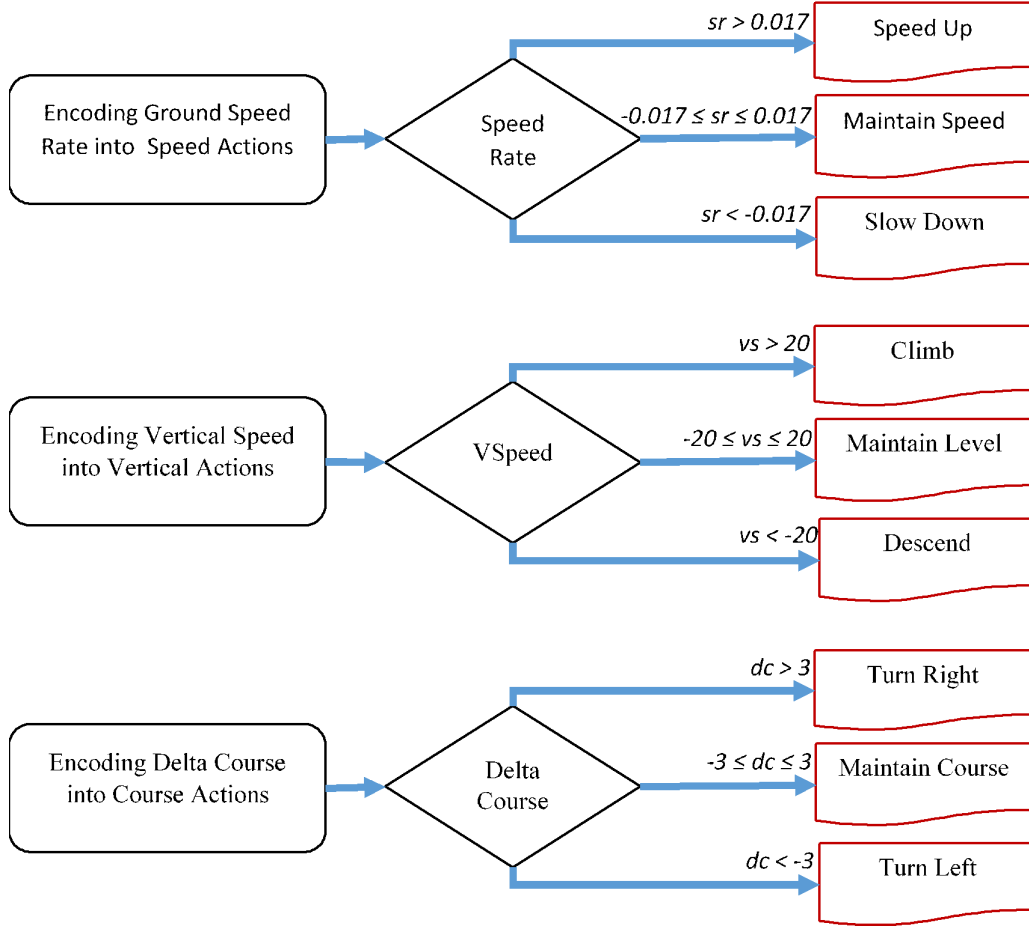 sr > 0.017
Speed Up
Encoding Ground Speed
Rate into Speed Actions
Speed
Rate
-0.017 ≤ sr ≤ 0.017
Maintain Speed
sr < -0.017
Slow Down
vs > 20
Climb
Encoding Vertical Speed
into Vertical Actions
VSpeed
-20 ≤ vs ≤ 20
Maintain Level
vs < -20
Descend
dc > 3
Turn Right
Encoding Delta Course
into Course Actions
Delta
Course
-3 ≤ dc ≤ 3
Maintain Course
dc < -3
Turn Left